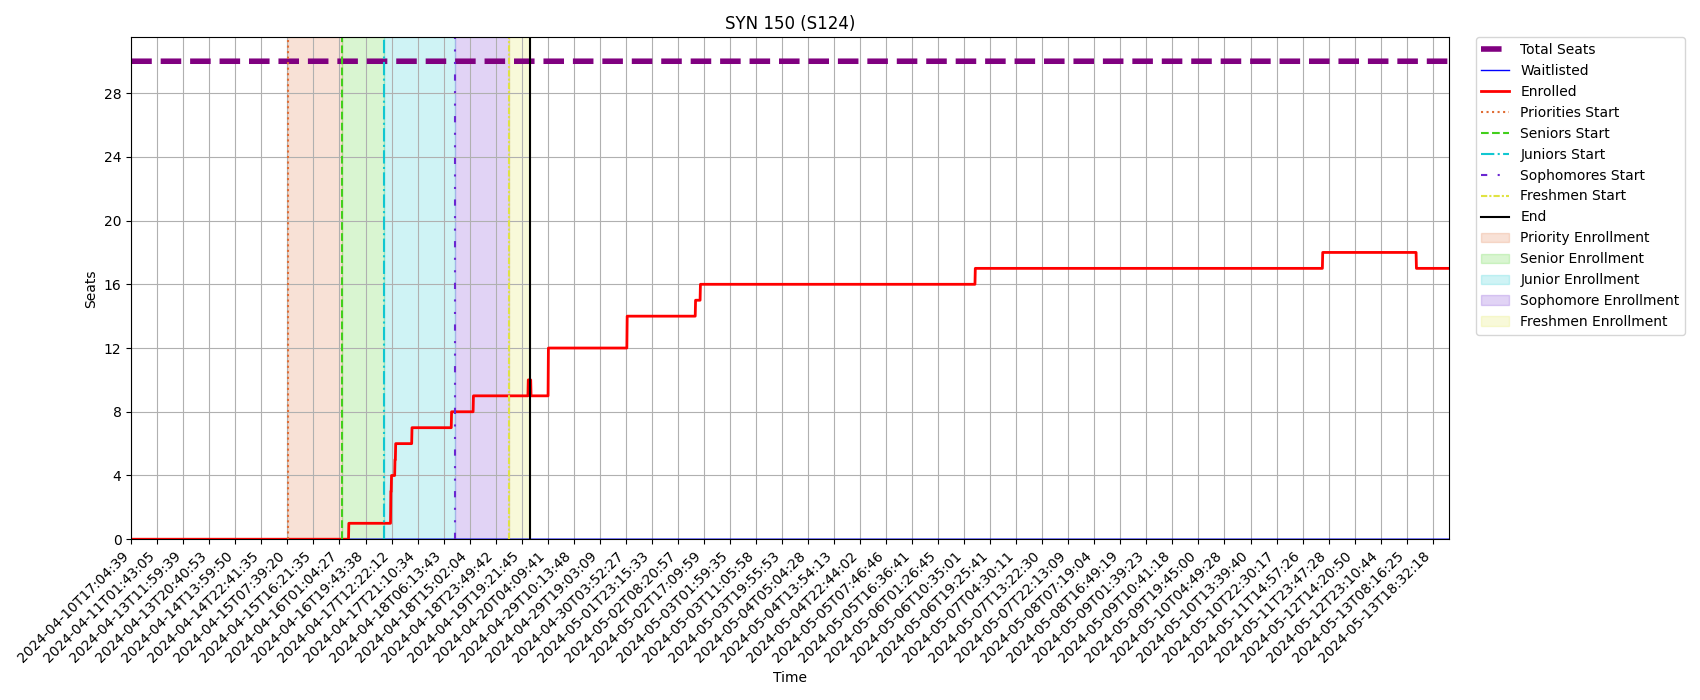 SYN 150 (S124)
Total Seats
Waitlisted
Enrolled
Priorities Start
Seniors Start
Juniors Start
Sophomores Start
Freshmen Start
End
Priority Enrollment
Senior Enrollment
Junior Enrollment
Sophomore Enrollment
Freshmen Enrollment
Seats
28
24
20
16
12
8
4
0
2024-04-10T17:04:39
2024-04-11T01:43:05
2024-04-13T11:59:39
2024-04-13T20:40:53
2024-04-14T13:59:50
2024-04-14T22:41:35
2024-04-15T07:39:20
2024-04-15T16:21:35
2024-04-16T01:04:27
2024-04-16T19:43:38
2024-04-17T12:22:12
2024-04-17T21:10:34
2024-04-18T06:13:43
2024-04-18T15:02:04
2024-04-18T23:49:42
2024-04-19T19:21:45
2024-04-20T04:09:41
2024-04-29T10:13:48
2024-04-29T19:03:09
2024-04-30T03:52:27
2024-05-01T23:15:33
2024-05-02T08:20:57
2024-05-02T17:09:59
2024-05-03T01:59:35
2024-05-03T11:05:58
2024-05-03T19:55:53
2024-05-04T05:04:28
2024-05-04T13:54:13
2024-05-04T22:44:02
2024-05-05T07:46:46
2024-05-05T16:36:41
2024-05-06T01:26:45
2024-05-06T10:35:01
2024-05-06T19:25:41
2024-05-07T04:30:11
2024-05-07T13:22:30
2024-05-07T22:13:09
2024-05-08T07:19:04
2024-05-08T16:49:19
2024-05-09T01:39:23
2024-05-09T10:41:18
2024-05-09T19:45:00
2024-05-10T04:49:28
2024-05-10T13:39:40
2024-05-10T22:30:17
2024-05-11T14:57:26
2024-05-11T23:47:28
2024-05-12T14:20:50
2024-05-12T23:10:44
2024-05-13T08:16:25
2024-05-13T18:32:18
Time